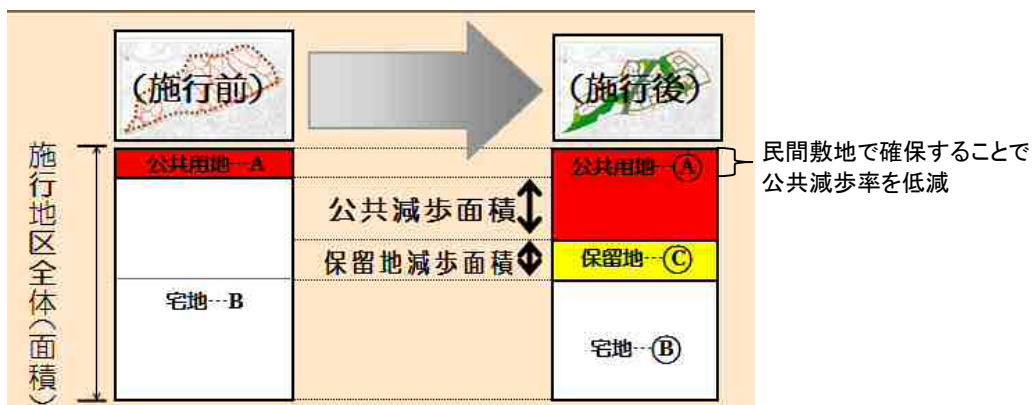 (施行前)
(施行後)
施行地区全体(面積)
公共用地…A
宅地…B
公共減歩面積
保留地減歩面積
公共用地…Ⓐ
保留地…Ⓒ
宅地…Ⓑ
民間敷地で確保することで
公共減歩率を低減